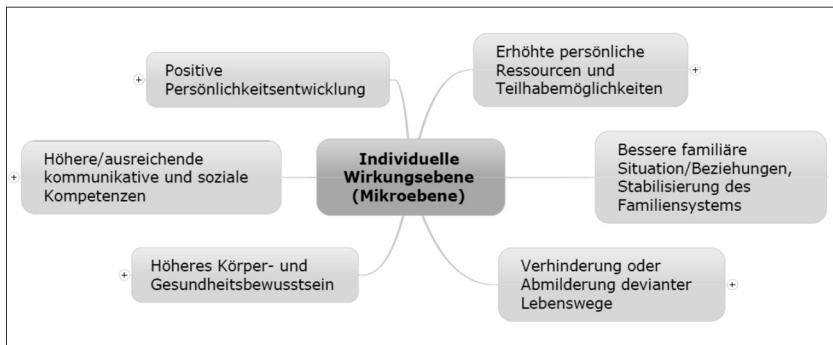 Positive
Persönlichkeitsentwicklung
Erhöhte persönliche
Ressourcen und
Teilhabemöglichkeiten
Höhere/ausreichende
kommunikative und soziale
Kompetenzen
Individuelle
Wirkungsebene
(Mikroebene)
Bessere familiäre
Situation/Beziehungen,
Stabilisierung des
Familiensystems
Höheres Körper- und
Gesundheitsbewusstsein
Verhinderung oder
Abmilderung devianter
Lebenswege